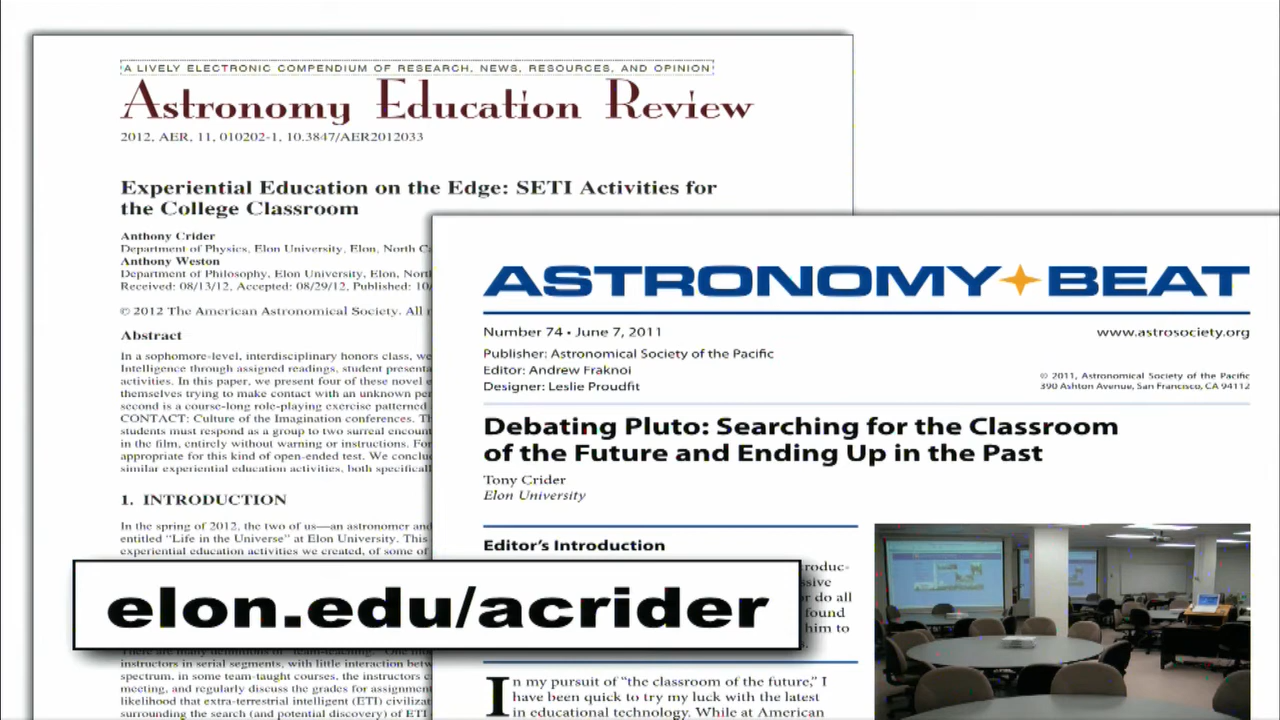 A LIVELY ELECTRONIC COMPENDIUM OF RESEARCH, NEWS, RESOURCES, AND OPINION
Astronomy Education Review
2012, AER, 11, 010202-1, 10.3847/AER2012033
Experiential Education on the Edge: SETI Activities for
the College Classroom
Anthony Crider
Department of Physics, Elon University, Elon, North
Anthony Weston
Department of Philosophy, Elon University, Elon, North
Received: 08/13/12, Accepted: 08/29/12, Published: 10/
© 2012 The American Astronomical Society. All
Abstract
In a sophomore-level, interdisciplinary honors class, we
Intelligence through assigned readings, student
activities. In this paper, we present four of these novel
themselves trying to make contact with an unknown
second is a course-long role-playing exercise patterned
CONTACT: Culture of the Imagination conferences.
students must respond as a group to two surreal
in the film, entirely without warning or instructions. For
appropriate for this kind of open-ended test. We
similar experiential education activities, both
1. INTRODUCTION
In the spring of 2012, the two of us—an astronomer and
entitled "Life in the Universe" at Elon University. This
experiential education activities we created, of some of
instructors in serial segments, with little interaction
spectrum, in some team-taught courses, the instructors
meeting, and regularly discuss the grades for
likelihood that extra-terrestrial intelligent (ETI)
surrounding the search (and potential discovery) of ETI
ASTRONOMY BEAT
Number 74 • June 7, 2011
www.astrosociety.org
Publisher: Astronomical Society of the Pacific
Editor: Andrew Fraknoi
Designer: Leslie Proudfit
© 2011, Astronomical Society of the Pacific
390 Ashton Avenue, San Francisco, CA 94112
Debating Pluto: Searching for the Classroom
of the Future and Ending Up in the Past
Tony Crider
Elon University
Editor's Introduction
do all
found
him to
In my pursuit of "the classroom of the future," I
have been quick to try my luck with the latest
in educational technology. While at American
elon.edu/acrider